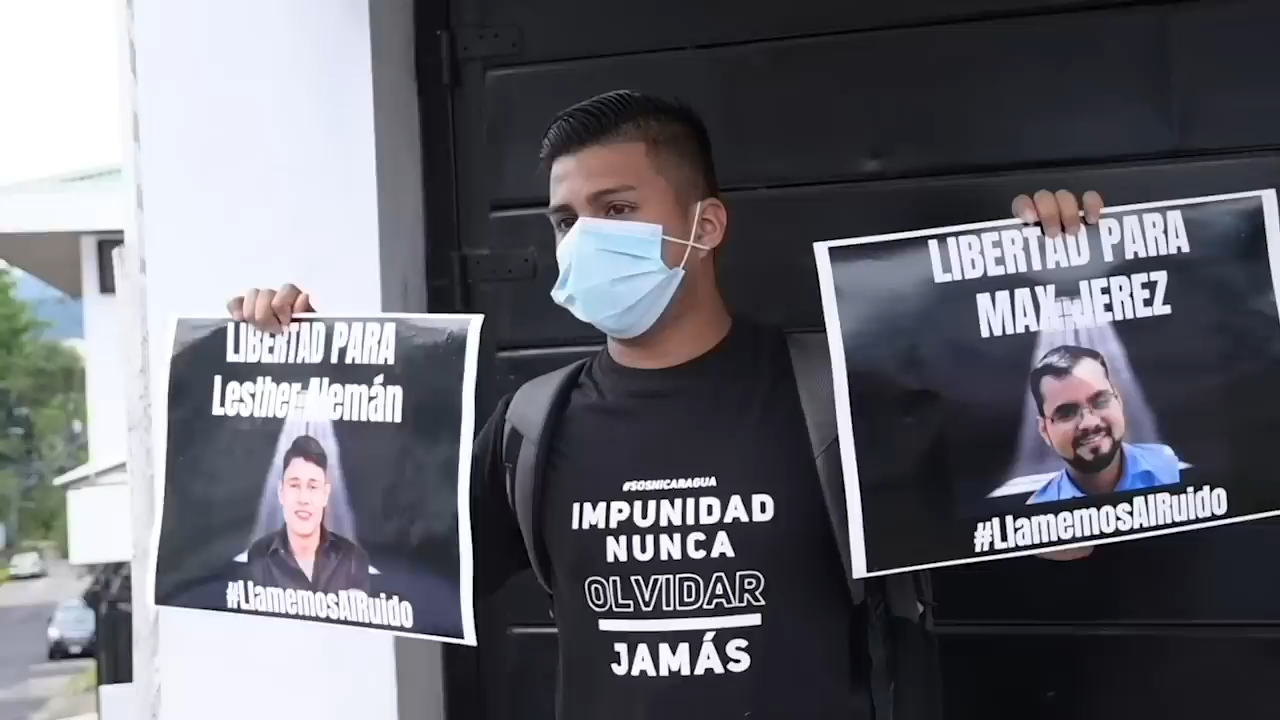 LIBERTAD PARA
Lesther Alemán
#LlamemosAlRuido
#SOSNICARAGUA
IMPUNIDAD
NUNCA
OLVIDAR
JAMÁS
LIBERTAD PARA
MAX JEREZ
#LlamemosAlRuido